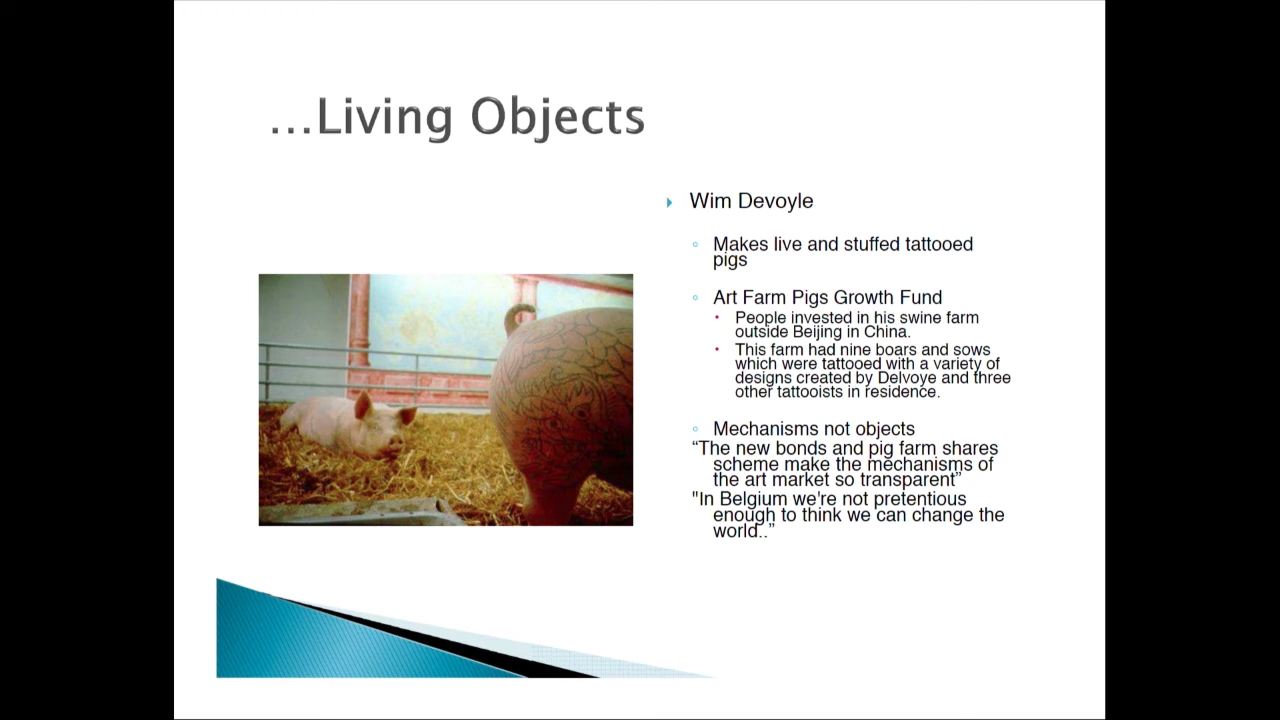 …Living Objects
Wim Devoyle
Makes live and stuffed tattooed
pigs
Art Farm Pigs Growth Fund
People invested in his swine farm
outside Beijing in China.
This farm had nine boars and sows
which were tattooed with a variety of
designs created by Delvoye and three
other tattooists in residence.
Mechanisms not objects
“The new bonds and pig farm shares
scheme make the mechanisms of
the art market so transparent”
"In Belgium we're not pretentious
enough to think we can change the
world..”